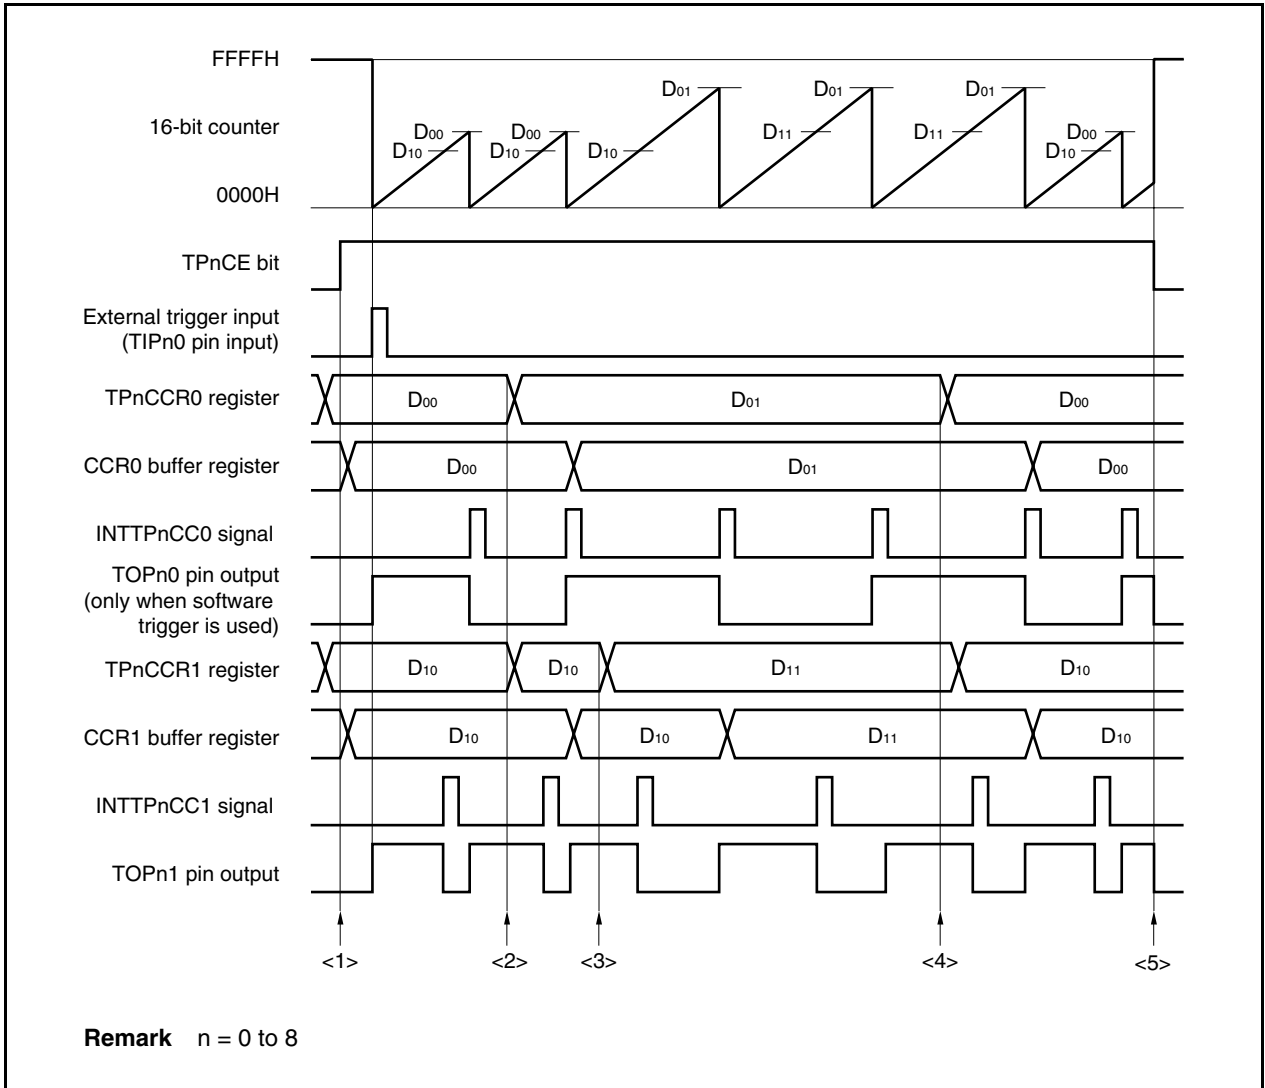 FFFFH
D01 D01 D01
16-bit counter
D00 D00 D11 D11 D00
D10 D10 D10 D10
0000H
TPnCE bit
External trigger input
(TIPn0 pin input)
TPnCCR0 register D00 D01 D00
CCR0 buffer register D00 D01 D00
INTTPnCC0 signal
TOPn0 pin output
(only when software
trigger is used)
TPnCCR1 register D10 D10 D11 D10
CCR1 buffer register D10 D10 D11 D10
INTTPnCC1 signal
TOPn1 pin output
<1> <2> <3> <4> <5>
Remark n = 0 to 8